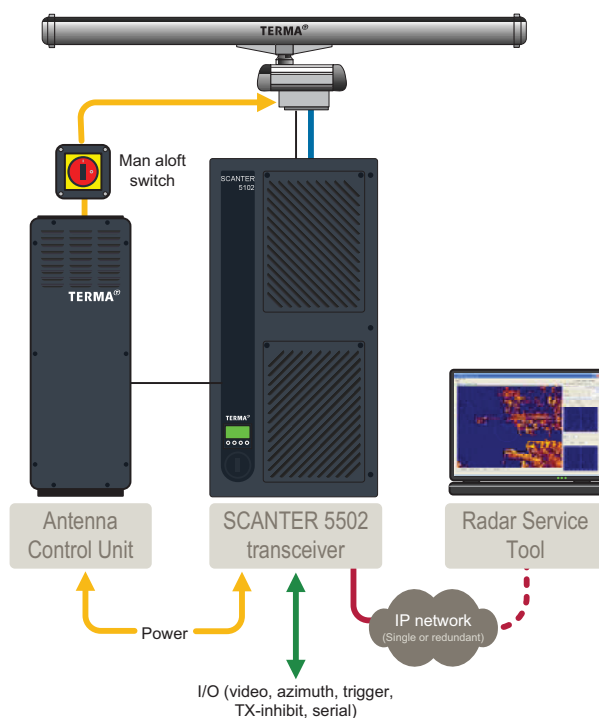 TERMA®
Man aloft
switch
SCANTER
5102
TERMA®
TERMA®
Antenna
Control Unit
SCANTER 5502
transceiver
Radar Service
Tool
Power
IP network
(Single or redundant)
I/O (video, azimuth, trigger,
TX-inhibit, serial)